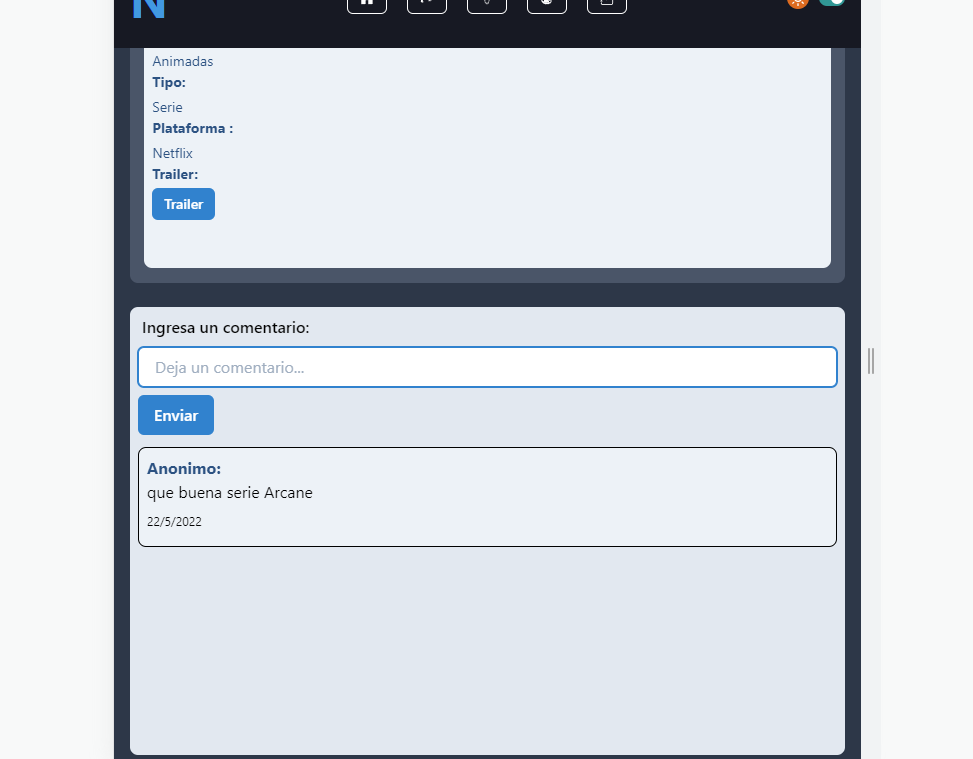 N
Animadas
Tipo:
Serie
Plataforma :
Netflix
Trailer:
Trailer
Ingresa un comentario:
Deja un comentario...
Enviar
Anonimo:
que buena serie Arcane
22/5/2022